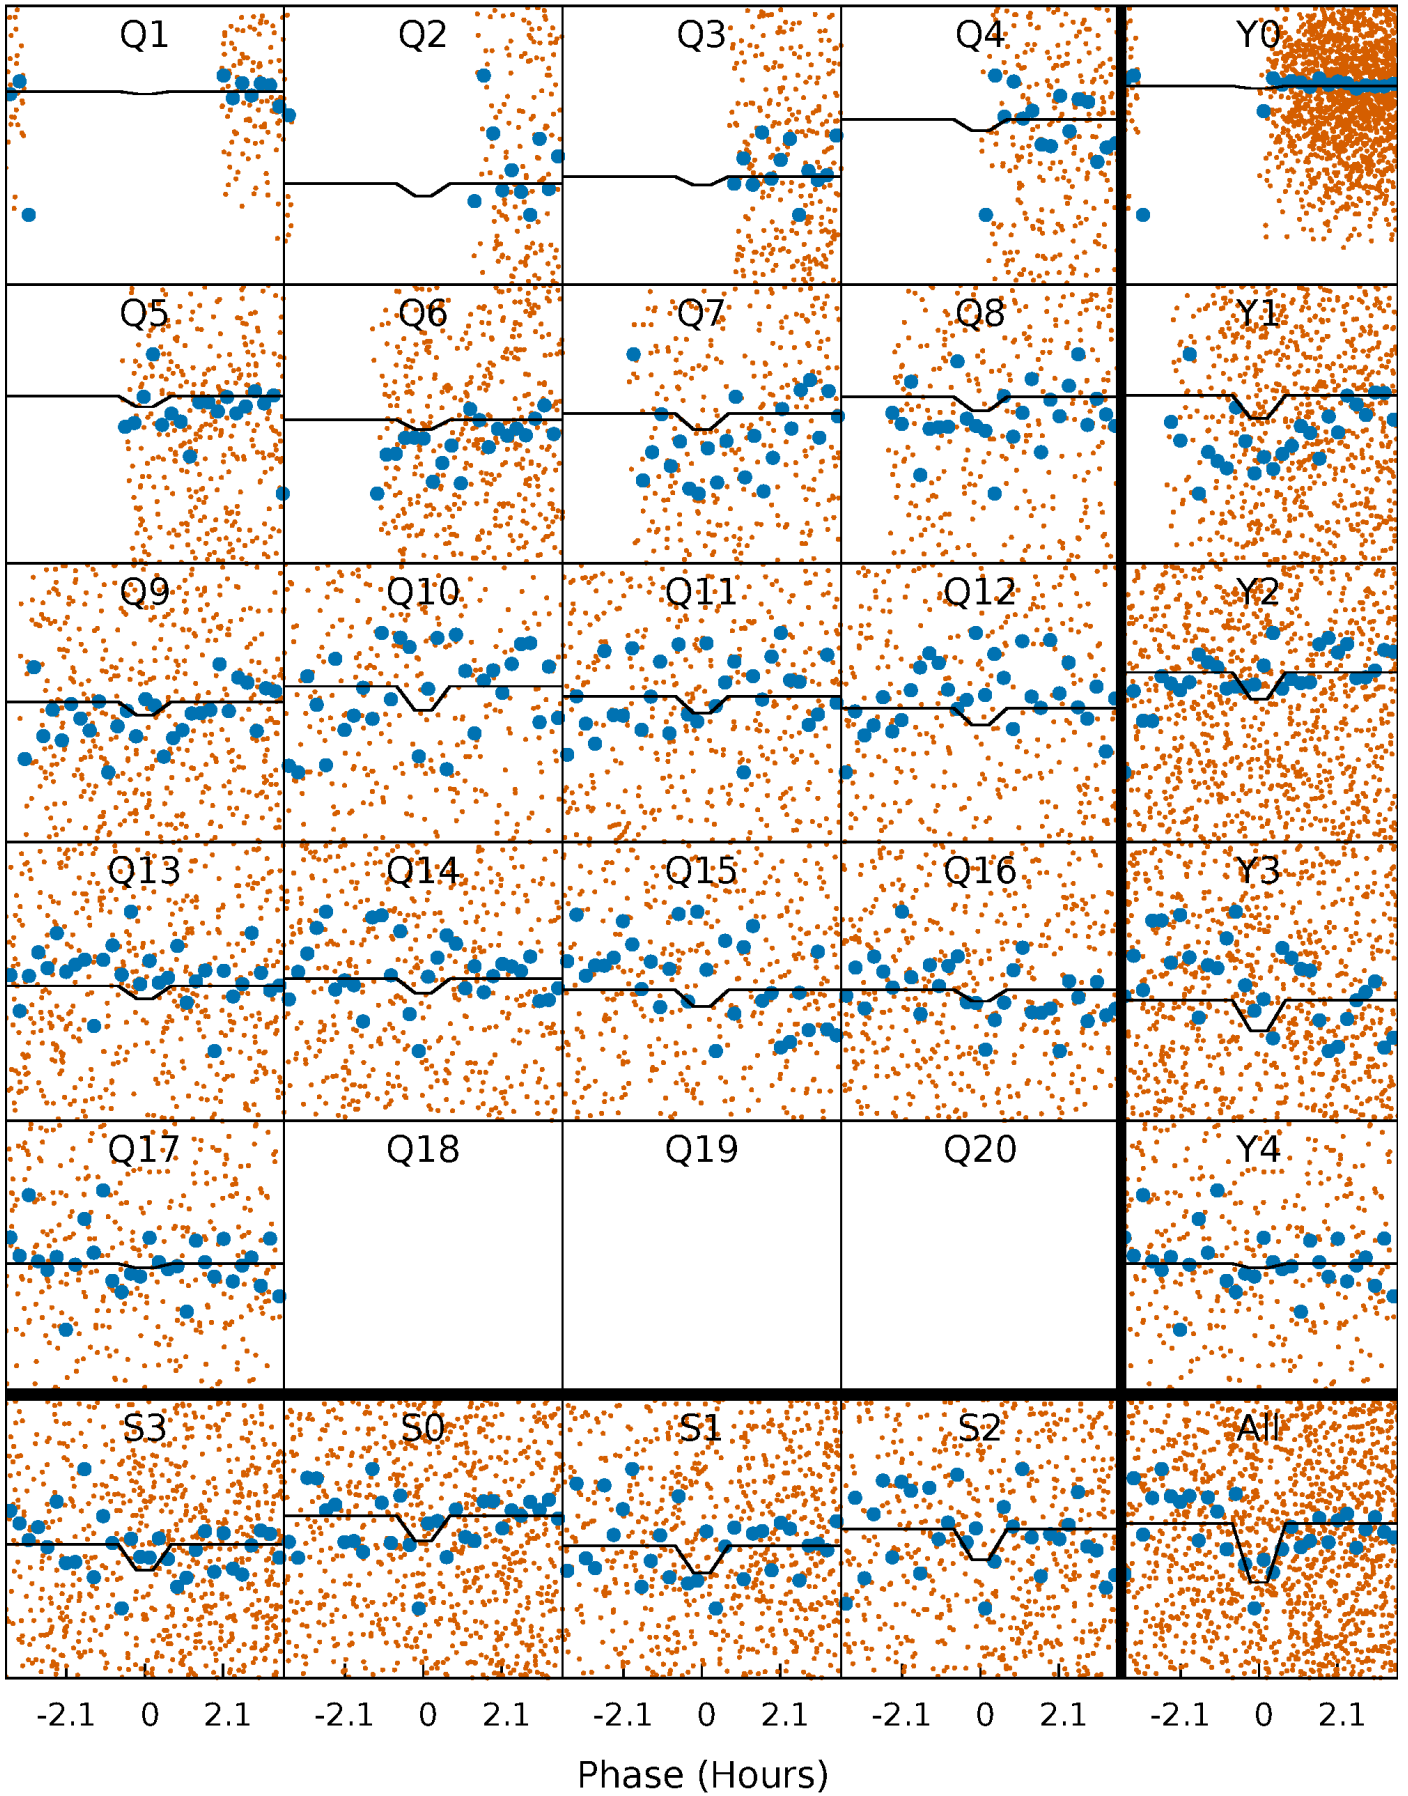 Q1 Q2 Q3 Q4 Y0
Q5 Q6 Q7 Q8 Y1
Q9 Q10 Q11 Q12 Y2
Q13 Q14 Q15 Q16 Y3
Q17 Q18 Q19 Q20 Y4
S3 S0 S1 S2 All
-2.1 0 2.1 -2.1 0 2.1 -2.1 0 2.1 -2.1 0 2.1 -2.1 0 2.1
Phase (Hours)